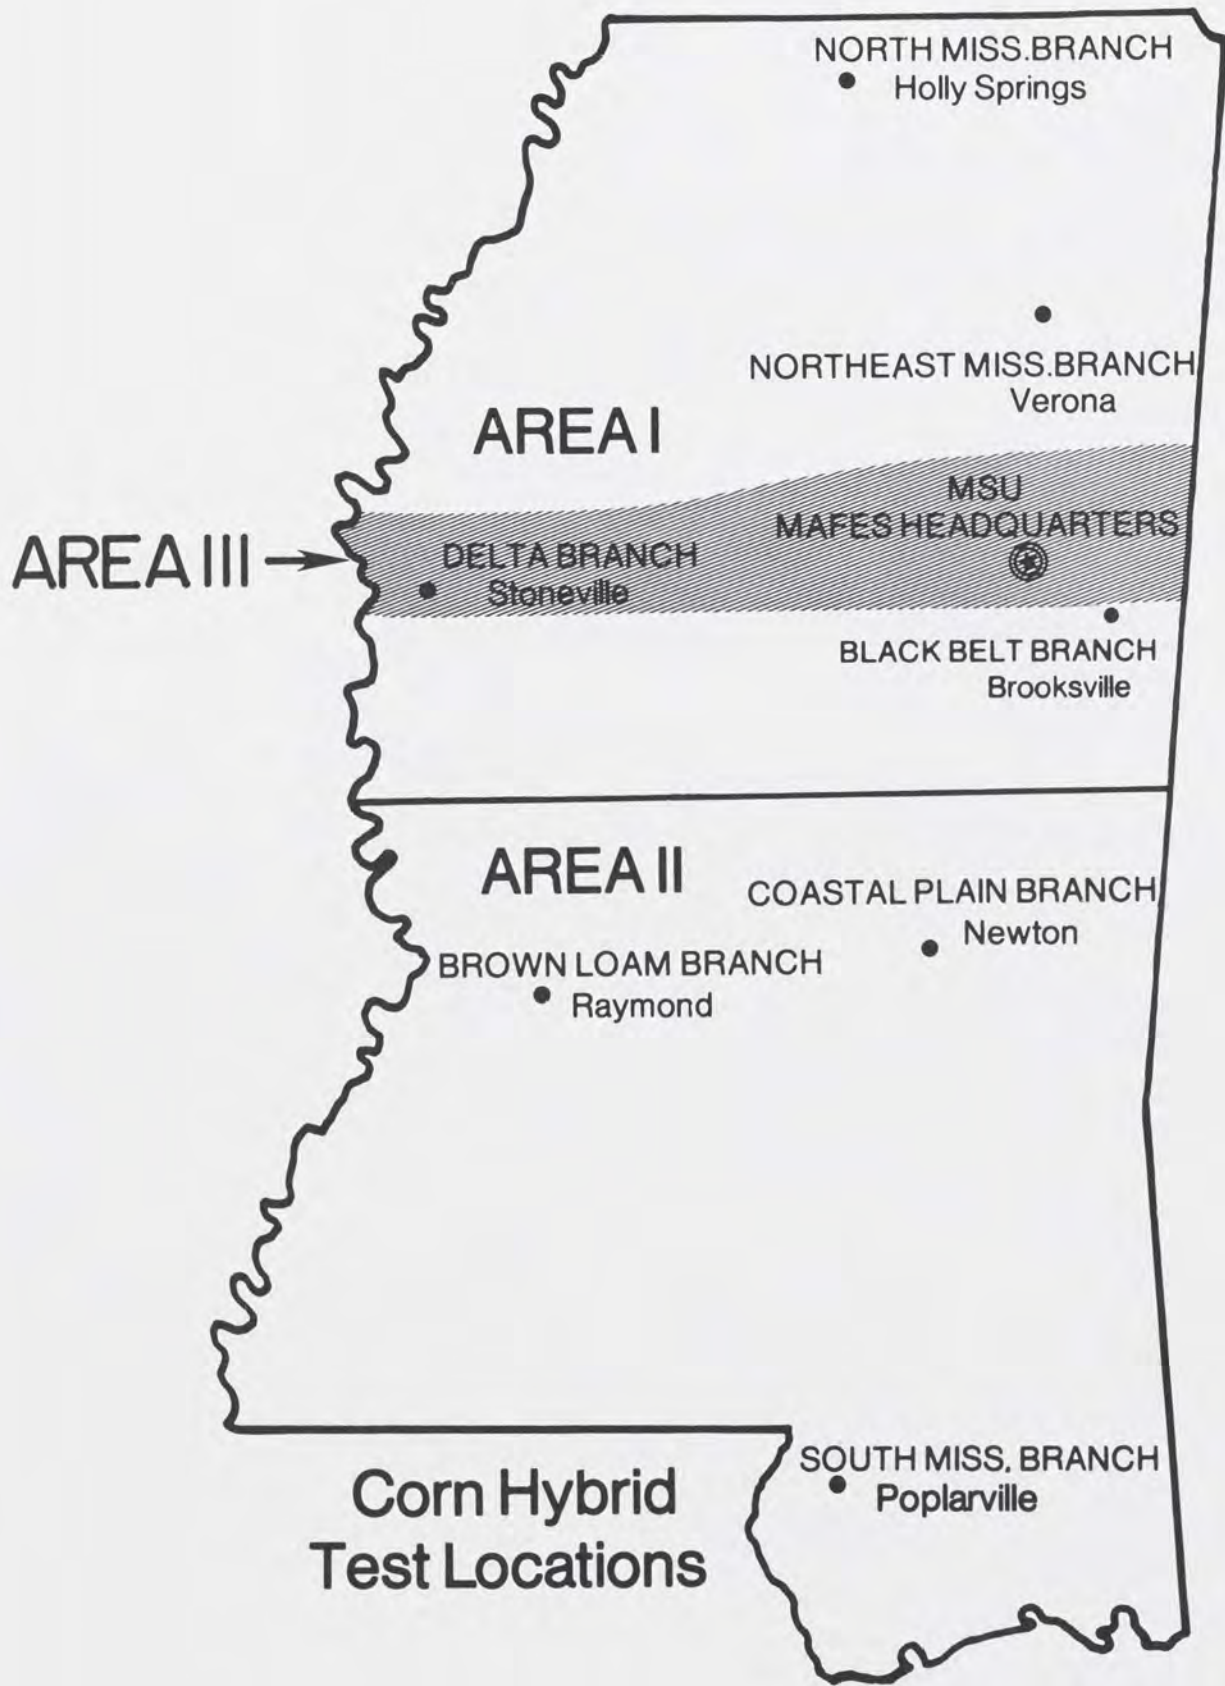 NORTH MISS.BRANCH
Holly Springs
NORTHEAST MISS.BRANCH
Verona
AREA I
MSU
MAFES HEADQUARTERS
AREA III
DELTA BRANCH
Stoneville
BLACK BELT BRANCH
Brooksville
AREA II
COASTAL PLAIN BRANCH
Newton
BROWN LOAM BRANCH
Raymond
SOUTH MISS. BRANCH
Poplarville
Corn Hybrid
Test Locations